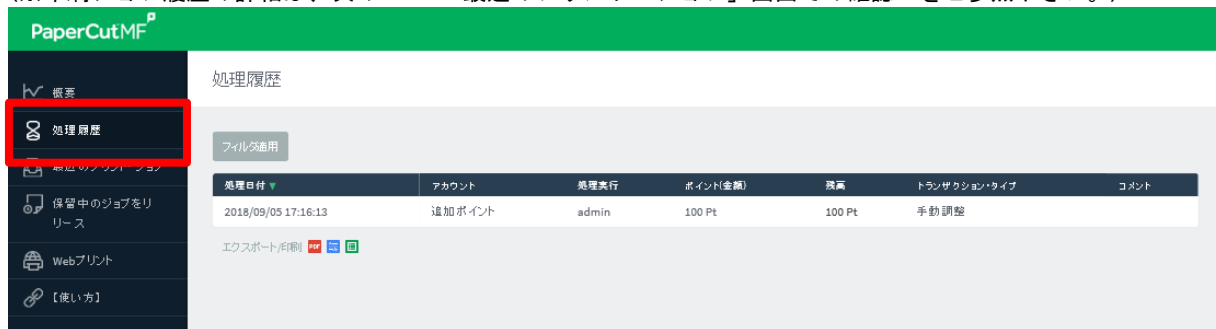 PaperCutMF
概要
処理履歴
処理履歴
フィルタ適用
保留中のジョブをリ
リース
Webプリント
【使い方】
処理日付 ▼ アカウント 処理実行 ポイント(金額) 残高 トランザクション・タイプ コメント
2018/09/05 17:16:13 追加ポイント admin 100 Pt 100 Pt 手動調整
エクスポート/印刷